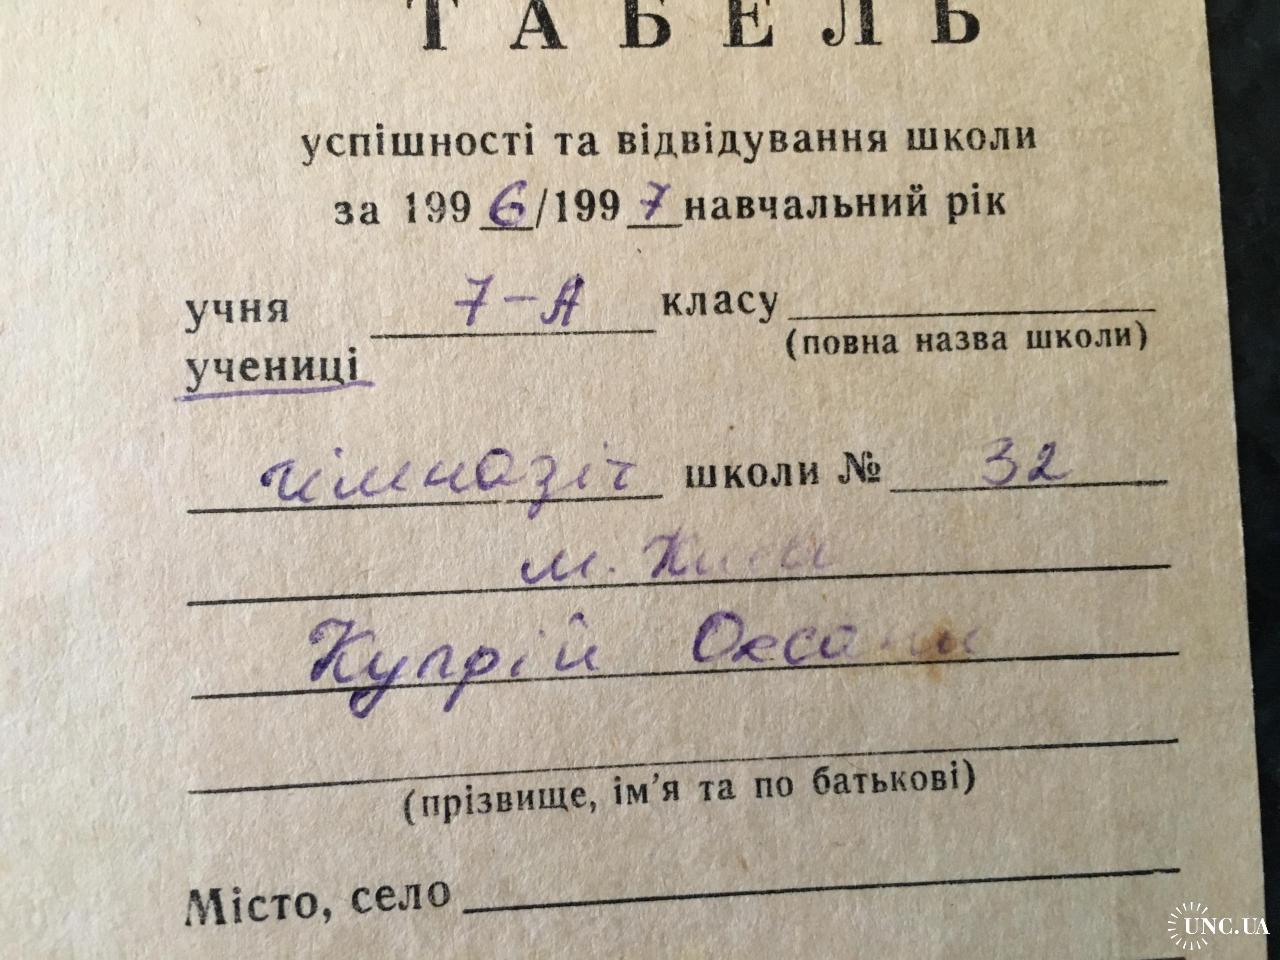 ТАБЕЛЬ
успішності та відвідування школи
за 1996/1997 навчальний рік
учня 7-А класу
(повна назва школи)
учениці
гімназії школи № 32
м. Києва
Купрій Оксани
(прізвище, ім'я та по батькові)
Місто, село
UNC.UA